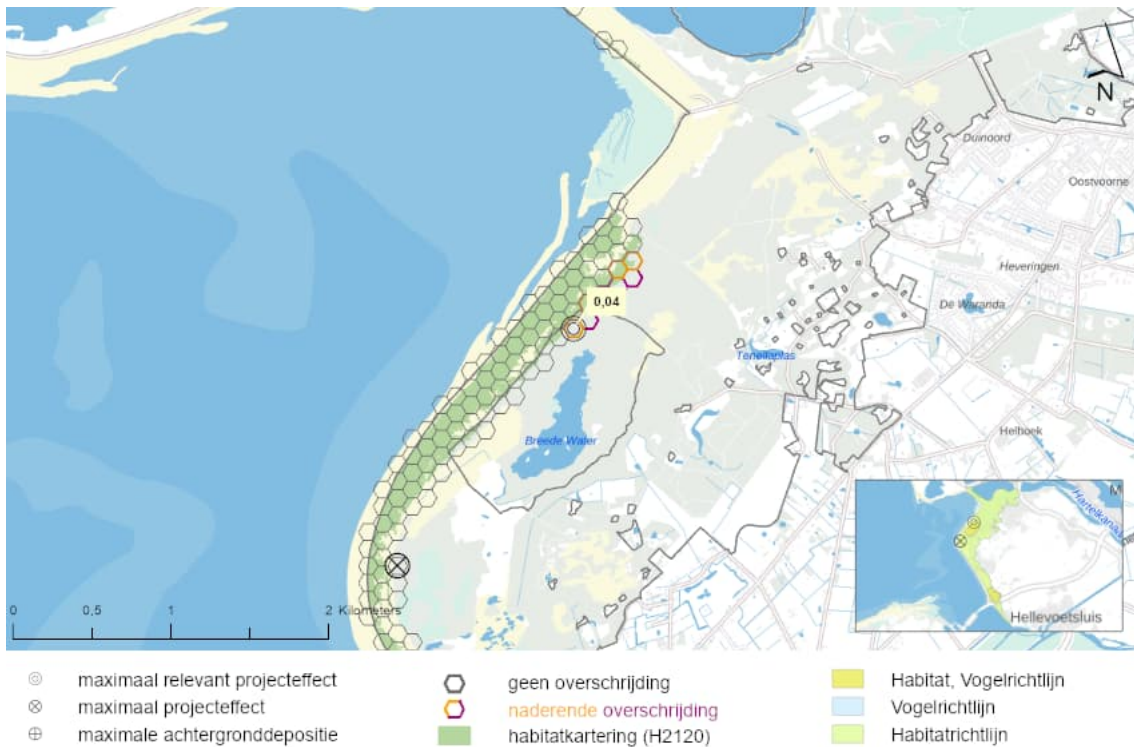 N
Duinoord
Oostvoorne
Heveringen
De Waranda
0,04
Tenellaplas
Helhoek
Breede Water
M
Hartelkanaal
0 0,5 1 2 Kilometers
Hellevoetsluis
maximaal relevant projecteffect
maximaal projecteffect
maximale achtergronddepositie
geen overschrijding
naderende overschrijding
habitatkartering (H2120)
Habitat, Vogelrichtlijn
Vogelrichtlijn
Habitatrichtlijn